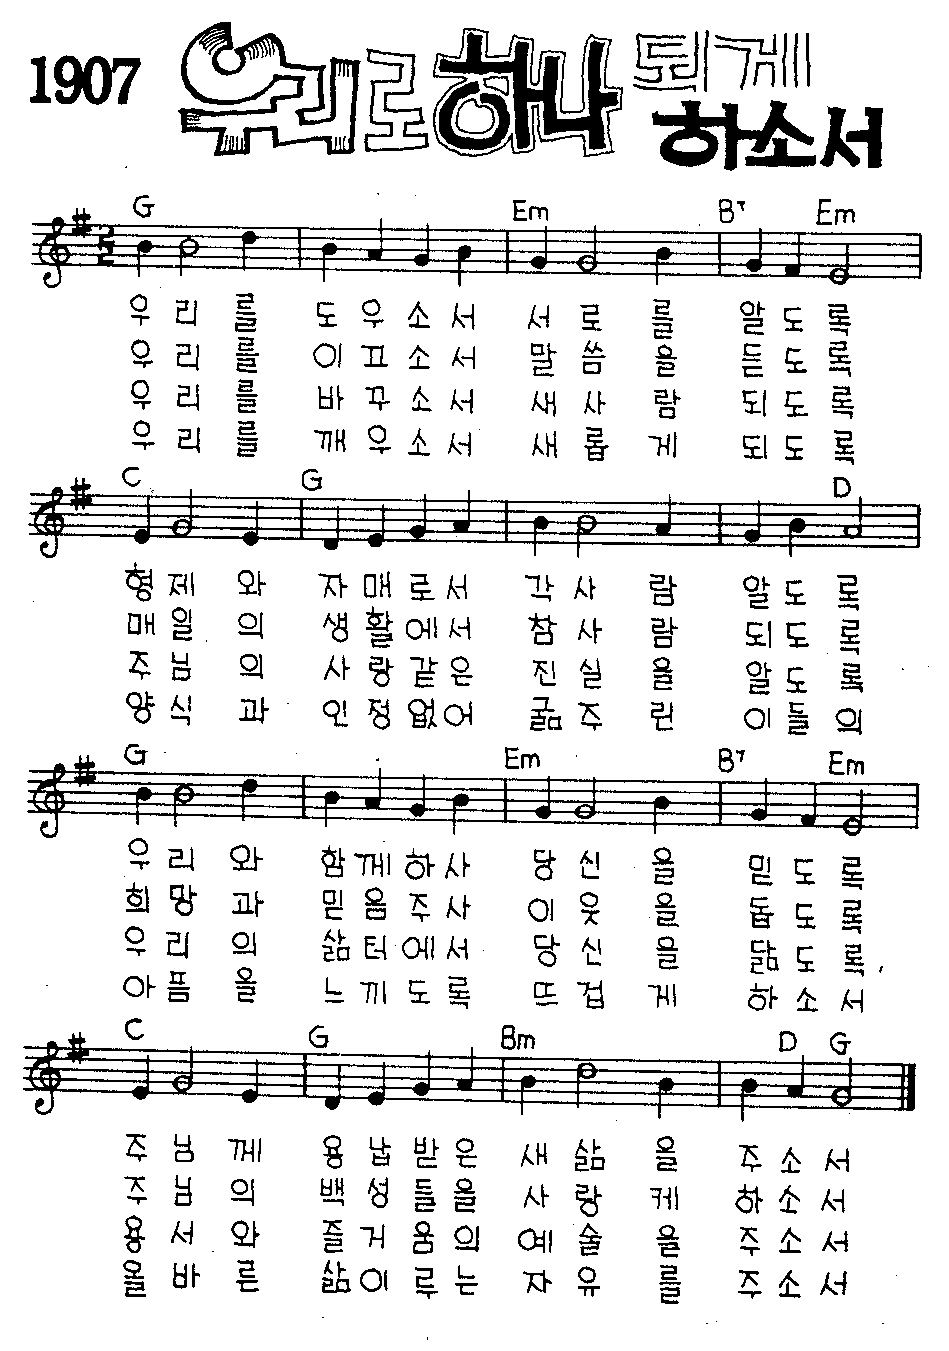 1907 우리로 하나 되게
하소서
G Em B7 Em
우리를 도우소서 서로를 알도록
우리를 이끄소서 말씀을 듣도록
우리를 바꾸소서 새사람 되도록
우리를 깨우소서 새롭게 되도록
C G D
형제와 자매로서 각사람 알도록
매일의 생활에서 참사람 되도록
주님의 사랑같은 진실을 알도록
양식과 인정없어 굶주린 이들의
G Em B7 Em
우리와 함께하사 당신을 믿도록
희망과 믿음주사 이웃을 돕도록
우리의 삶터에서 당신을 닮도록,
아픔을 느끼도록 뜨겁게 하소서
C G Bm D G
주님께 용납받은 새삶을 주소서
주님의 백성들을 사랑케 하소서
용서와 즐거움의 예술을 주소서
올바른 삶이루는 자유를 주소서